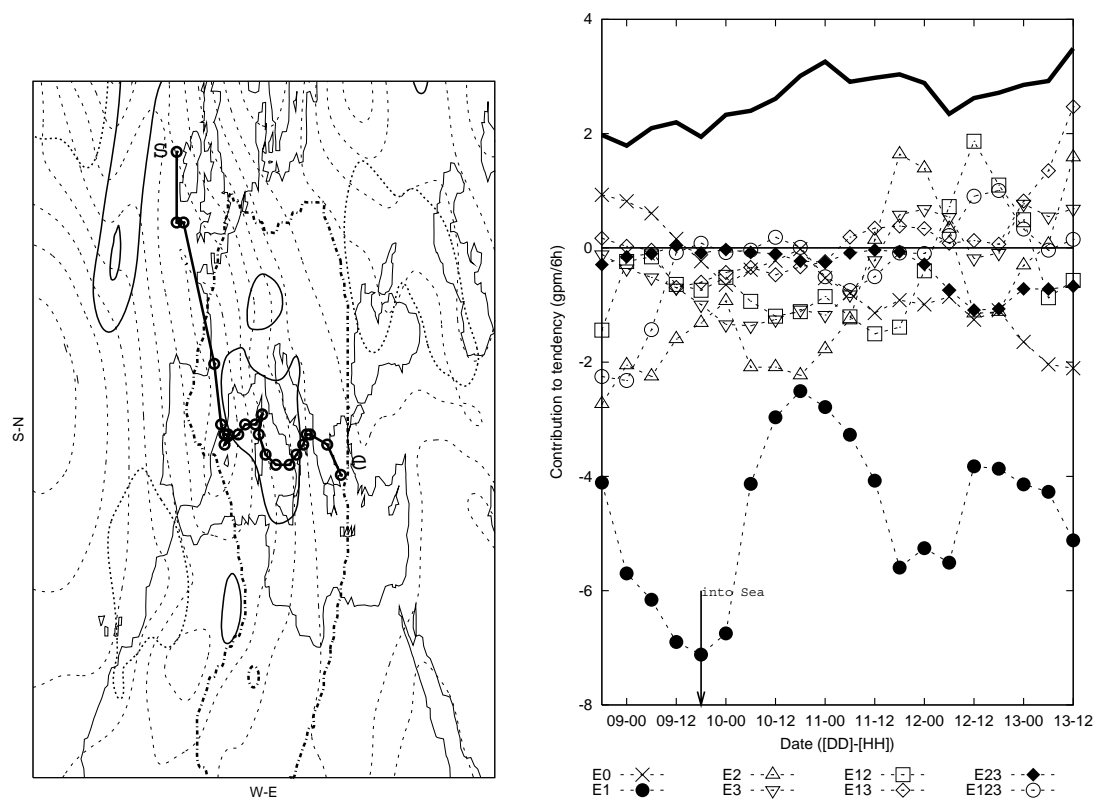 S
e
S-N
W-E
4
2
0
-2
-4
-6
-8
Contribution to tendency (gpm/6h)
into Sea
09-00 09-12 10-00 10-12 11-00 11-12 12-00 12-12 13-00 13-12
Date ([DD]-[HH])
E0 E2 E12 E23
E1 E3 E13 E123